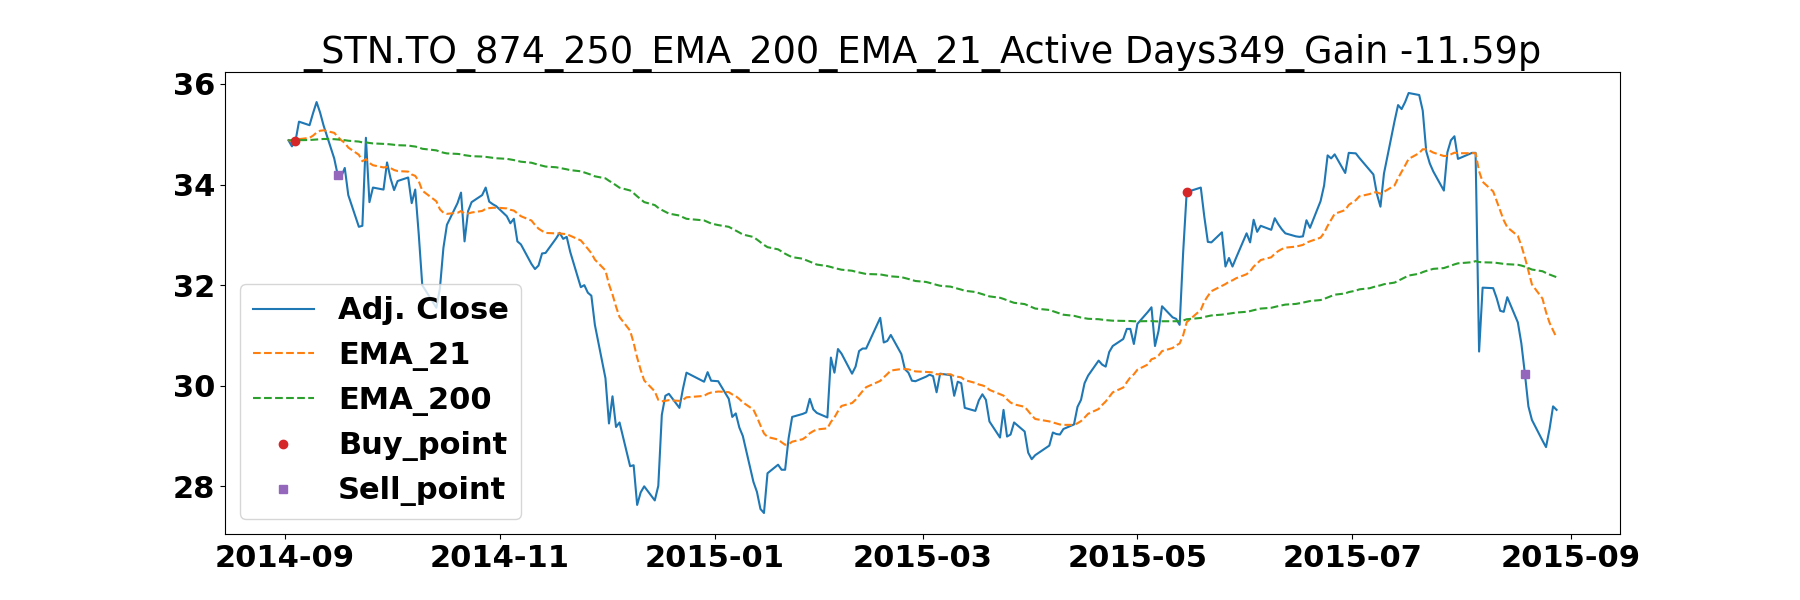 _STN.TO_874_250_EMA_200_EMA_21_Active Days349_Gain -11.59p
36
34
32
30
28
Adj. Close
EMA_21
EMA_200
Buy_point
Sell_point
2014-09 2014-11 2015-01 2015-03 2015-05 2015-07 2015-09